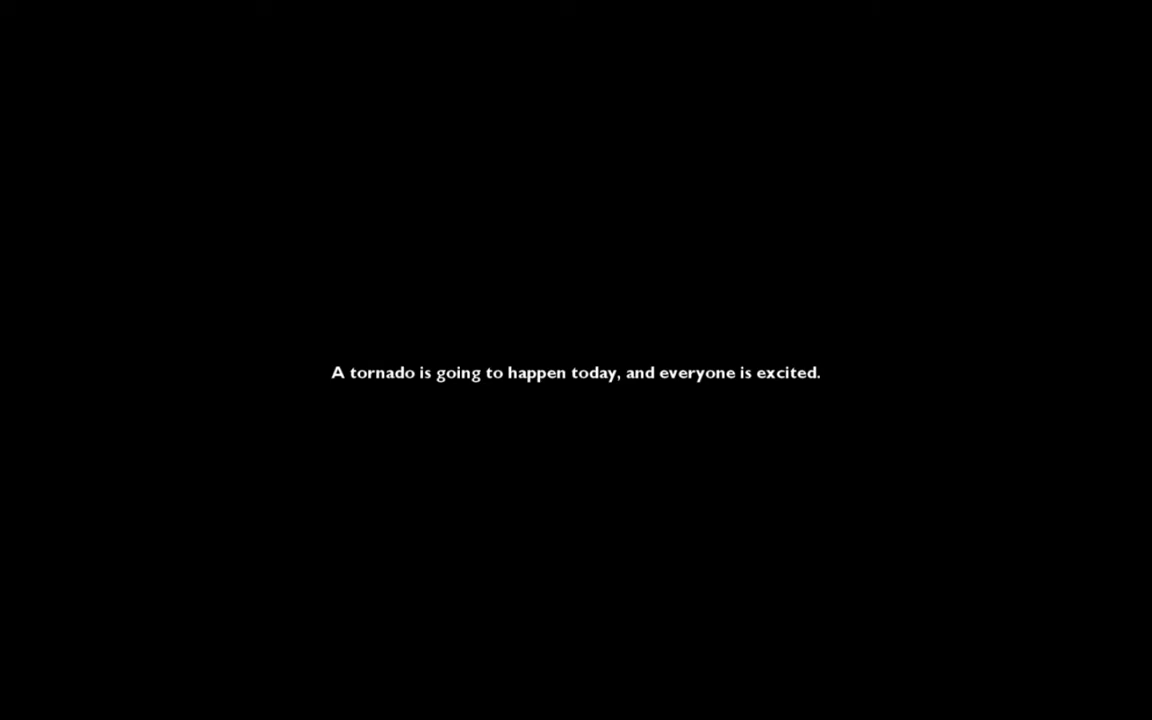 A tornado is going to happen today, and everyone is excited.